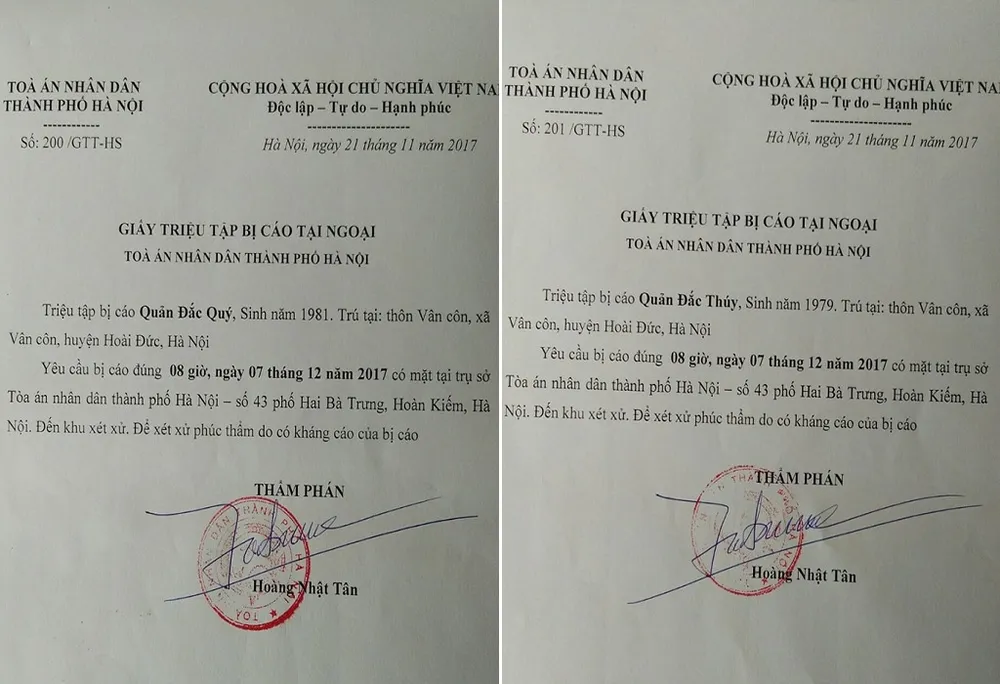 TOÀ ÁN NHÂN DÂN
THÀNH PHỐ HÀ NỘI
Số: 200 /GTT-HS
CỘNG HOÀ XÃ HỘI CHỦ NGHĨA VIỆT NA
Độc lập – Tự do – Hạnh phúc
Hà Nội, ngày 21 tháng 11 năm 2017
GIẤY TRIỆU TẬP BỊ CÁO TẠI NGOẠI
TOÀ ÁN NHÂN DÂN THÀNH PHỐ HÀ NỘI
Triệu tập bị cáo Quản Đắc Quý, Sinh năm 1981. Trú tại: thôn Vân côn, xã
Vân côn, huyện Hoài Đức, Hà Nội
Yêu cầu bị cáo đúng 08 giờ, ngày 07 tháng 12 năm 2017 có mặt tại trụ sở
Tòa án nhân dân thành phố Hà Nội – số 43 phố Hai Bà Trưng, Hoàn Kiếm, Hà
Nội. Đến khu xét xử. Để xét xử phúc thẩm do có kháng cáo của bị cáo
THẨM PHÁN
Hoàng Nhật Tân
TOÀ ÁN NHÂN DÂN
THÀNH PHỐ HÀ NỘI
Số: 201 /GTT-HS
CỘNG HOÀ XÃ HỘI CHỦ NGHĨA VIỆT NA
Độc lập – Tự do – Hạnh phúc
Hà Nội, ngày 21 tháng 11 năm 2017
GIẤY TRIỆU TẬP BỊ CÁO TẠI NGOẠI
TOÀ ÁN NHÂN DÂN THÀNH PHỐ HÀ NỘI
Triệu tập bị cáo Quản Đắc Thúy, Sinh năm 1979. Trú tại: thôn Vân côn, xã
Vân côn, huyện Hoài Đức, Hà Nội
Yêu cầu bị cáo đúng 08 giờ, ngày 07 tháng 12 năm 2017 có mặt tại trụ sở
Tòa án nhân dân thành phố Hà Nội – số 43 phố Hai Bà Trưng, Hoàn Kiếm, Hà
Nội. Đến khu xét xử. Để xét xử phúc thẩm do có kháng cáo của bị cáo
THẨM PHÁN
Hoàng Nhật Tân